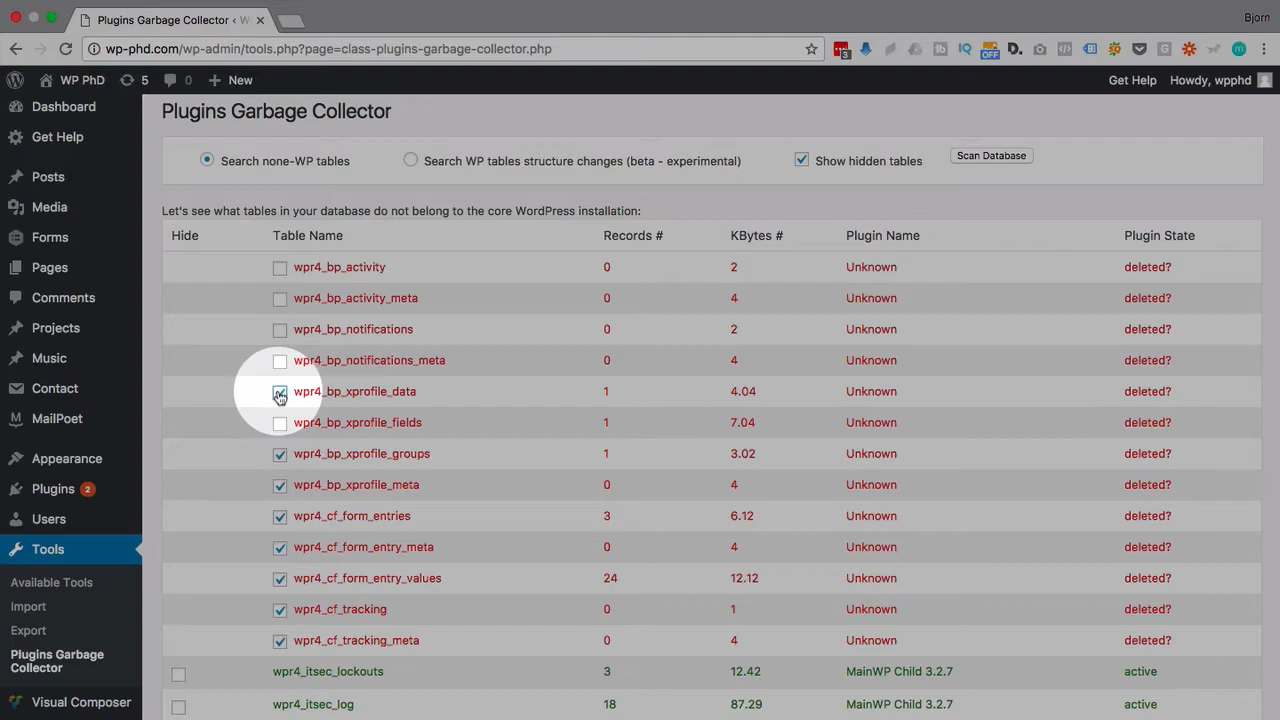 Plugins Garbage Collector ‹ W
Bjorn
wp-phd.com/wp-admin/tools.php?page=class-plugins-garbage-collector.php
3
OFF
D.
WP PhD
5
0
New
Get Help
Howdy, wpphd
Dashboard
Get Help
Posts
Media
Forms
Pages
Comments
Projects
Music
Contact
MailPoet
Appearance
Plugins 2
Users
Tools
Available Tools
Import
Export
Plugins Garbage
Collector
Visual Composer
Plugins Garbage Collector
Search none-WP tables
Search WP tables structure changes (beta - experimental)
Show hidden tables
Scan Database
Let's see what tables in your database do not belong to the core WordPress installation:
Hide Table Name Records # KBytes # Plugin Name Plugin State
wpr4_bp_activity 0 2 Unknown deleted?
wpr4_bp_activity_meta 0 4 Unknown deleted?
wpr4_bp_notifications 0 2 Unknown deleted?
wpr4_bp_notifications_meta 0 4 Unknown deleted?
wpr4_bp_xprofile_data 1 4.04 Unknown deleted?
wpr4_bp_xprofile_fields 1 7.04 Unknown deleted?
wpr4_bp_xprofile_groups 1 3.02 Unknown deleted?
wpr4_bp_xprofile_meta 0 4 Unknown deleted?
wpr4_cf_form_entries 3 6.12 Unknown deleted?
wpr4_cf_form_entry_meta 0 4 Unknown deleted?
wpr4_cf_form_entry_values 24 12.12 Unknown deleted?
wpr4_cf_tracking 0 1 Unknown deleted?
wpr4_cf_tracking_meta 0 4 Unknown deleted?
wpr4_itsec_lockouts 3 12.42 MainWP Child 3.2.7 active
wpr4_itsec_log 18 87.29 MainWP Child 3.2.7 active